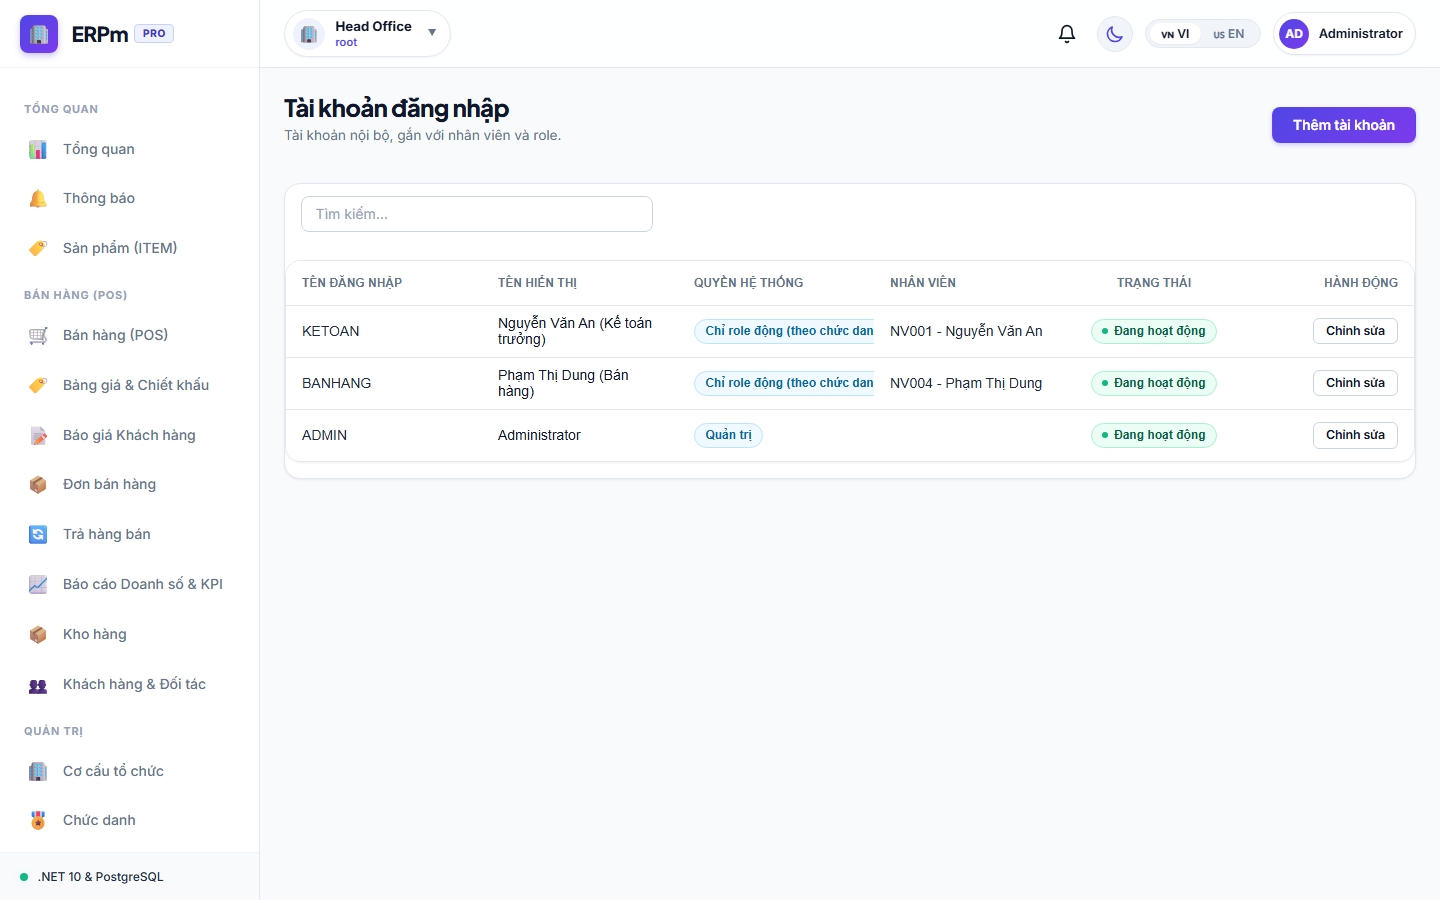 ERPm PRO
Head Office
root
VN VI
US EN
AD
Administrator
TỔNG QUAN
Tổng quan
Thông báo
Sản phẩm (ITEM)
BÁN HÀNG (POS)
Bán hàng (POS)
Bảng giá & Chiết khấu
Báo giá Khách hàng
Đơn bán hàng
Trả hàng bán
Báo cáo Doanh số & KPI
Kho hàng
Khách hàng & Đối tác
QUẢN TRỊ
Cơ cấu tổ chức
Chức danh
.NET 10 & PostgreSQL
Tài khoản đăng nhập
Tài khoản nội bộ, gắn với nhân viên và role.
Thêm tài khoản
Tìm kiếm...
TÊN ĐĂNG NHẬP TÊN HIỂN THỊ QUYỀN HỆ THỐNG NHÂN VIÊN TRẠNG THÁI HÀNH ĐỘNG
KETOAN Nguyễn Văn An (Kế toán trưởng) Chỉ role động (theo chức dan NV001 - Nguyễn Văn An Đang hoạt động Chỉnh sửa
BANHANG Phạm Thị Dung (Bán hàng) Chỉ role động (theo chức dan NV004 - Phạm Thị Dung Đang hoạt động Chỉnh sửa
ADMIN Administrator Quản trị Đang hoạt động Chỉnh sửa